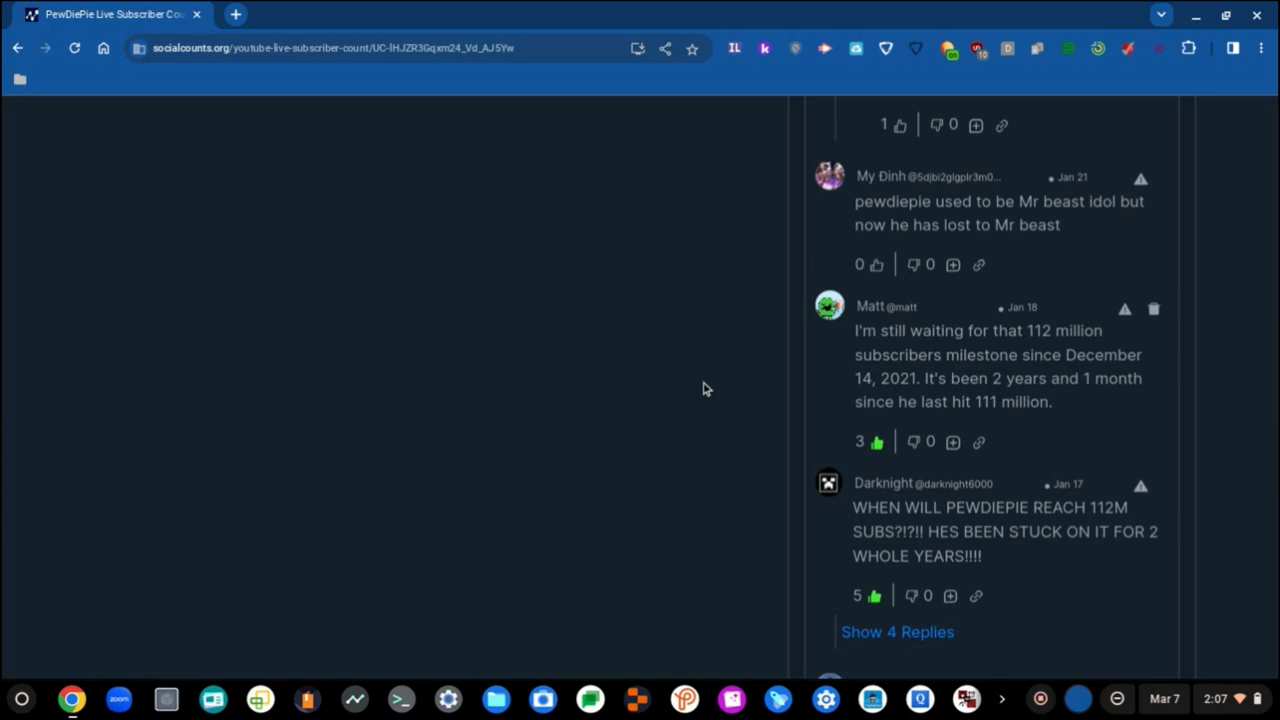 PewDiePie Live Subscriber Cou
socialcounts.org/youtube-live-subscriber-count/UC-lHJZR3Gqxm24_Vd_AJ5Yw
1 0
My Đinh @5djbi2glgplr3m0... Jan 21
pewdiepie used to be Mr beast idol but
now he has lost to Mr beast
0 0
Matt @matt Jan 18
I'm still waiting for that 112 million
subscribers milestone since December
14, 2021. It's been 2 years and 1 month
since he last hit 111 million.
3 0
Darknight @darknight6000 Jan 17
WHEN WILL PEWDIEPIE REACH 112M
SUBS?!?!! HES BEEN STUCK ON IT FOR 2
WHOLE YEARS!!!!
5 0
Show 4 Replies
zoom
Mar 7 2:07